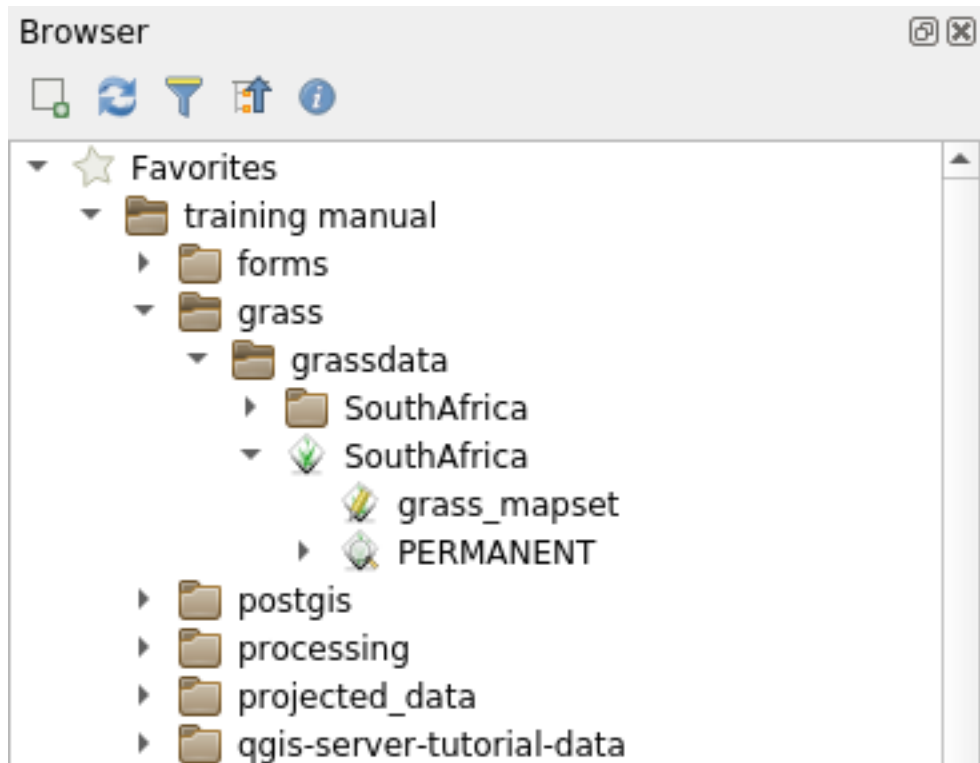 Browser
Favorites
training manual
forms
grass
grassdata
SouthAfrica
SouthAfrica
grass_mapset
PERMANENT
postgis
processing
projected_data
qgis-server-tutorial-data